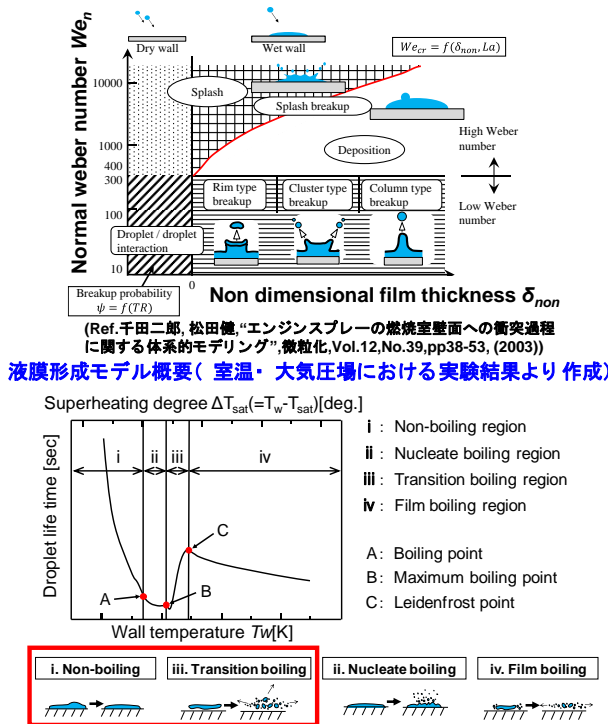 Dry wall
Wet wall
We_cr = f(δ_non, La)
Normal weber number We_n
10000
1000
400
300
100
10
0
Splash
Splash breakup
Deposition
High Weber
number
Low Weber
number
Rim type
breakup
Cluster type
breakup
Column type
breakup
Droplet / droplet
interaction
Breakup probability
ψ = f(TR)
Non dimensional film thickness δ_non
(Ref.千田二郎, 松田健,“エンジンスプレーの燃焼室壁面への衝突過程
に関する体系的モデリング”,微粒化,Vol.12,No.39,pp38-53, (2003))
液膜形成モデル概要( 室温・ 大気圧場における実験結果より 作成)
Superheating degree ΔT_sat(=T_w-T_sat)[deg.]
Droplet life time [sec]
i
ii
iii
iv
A
B
C
Wall temperature Tw[K]
i : Non-boiling region
ii : Nucleate boiling region
iii : Transition boiling region
iv : Film boiling region
A: Boiling point
B: Maximum boiling point
C: Leidenfrost point
i. Non-boiling
iii. Transition boiling
ii. Nucleate boiling
iv. Film boiling